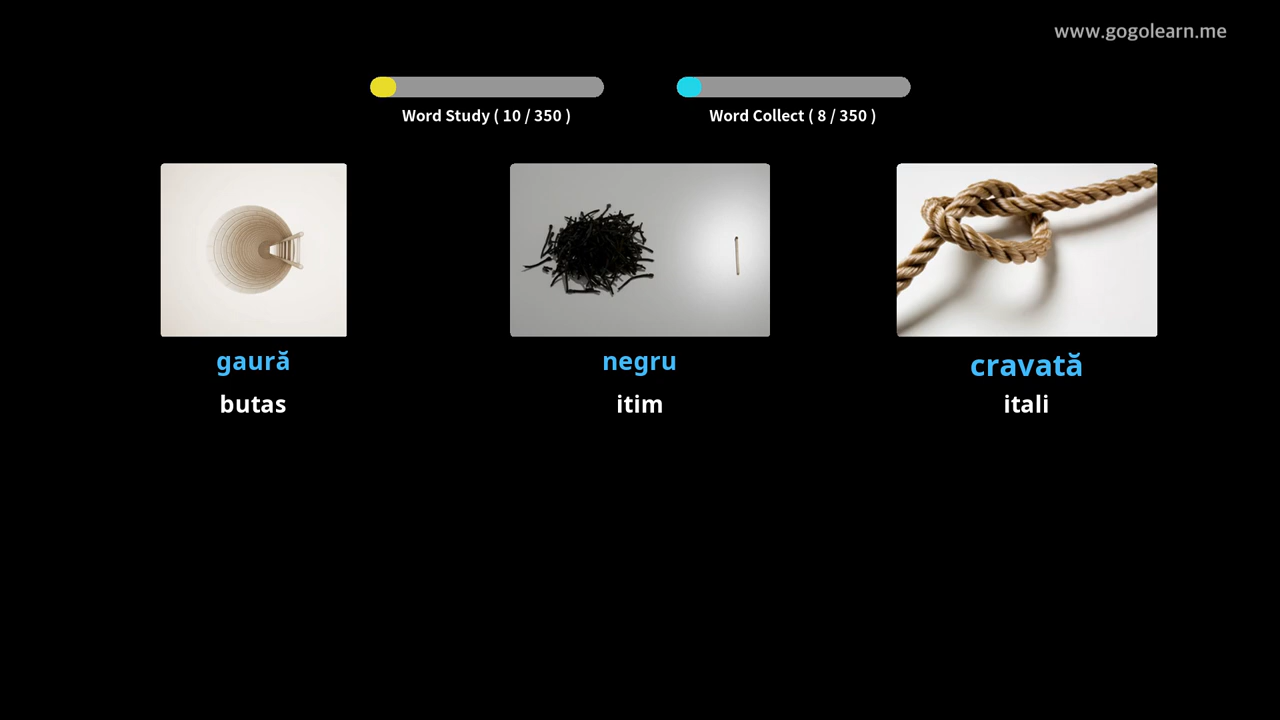 www.gogolearn.me
Word Study ( 10 / 350 )
Word Collect ( 8 / 350 )
gaură
negru
cravată
butas
itim
itali